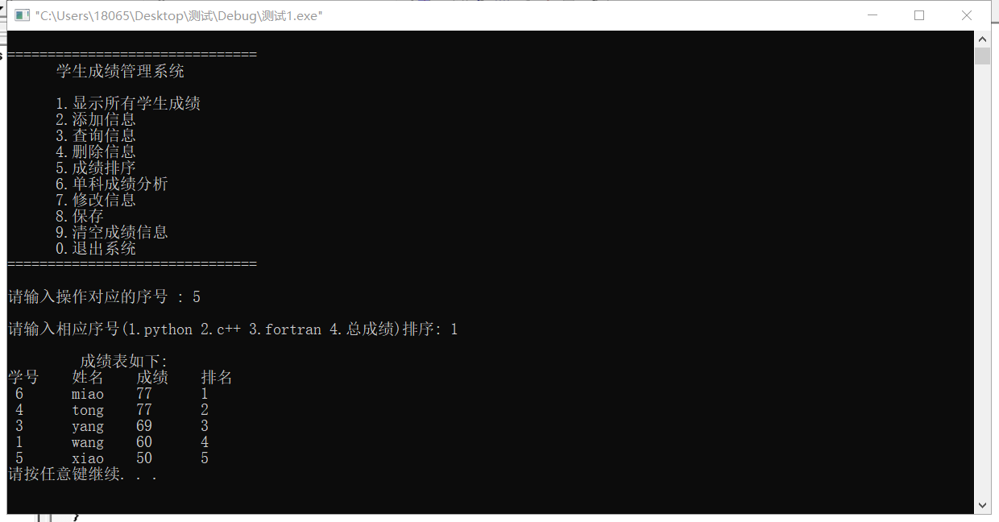 "C:\Users\18065\Desktop\测试\Debug\测试1.exe"
==============================
学生成绩管理系统
1.显示所有学生成绩
2.添加信息
3.查询信息
4.删除信息
5.成绩排序
6.单科成绩分析
7.修改信息
8.保存
9.清空成绩信息
0.退出系统
==============================
请输入操作对应的序号 : 5
请输入相应序号(1.python 2.c++ 3.fortran 4.总成绩)排序: 1
成绩表如下:
学号 姓名 成绩 排名
6 miao 77 1
4 tong 77 2
3 yang 69 3
1 wang 60 4
5 xiao 50 5
请按任意键继续. . .